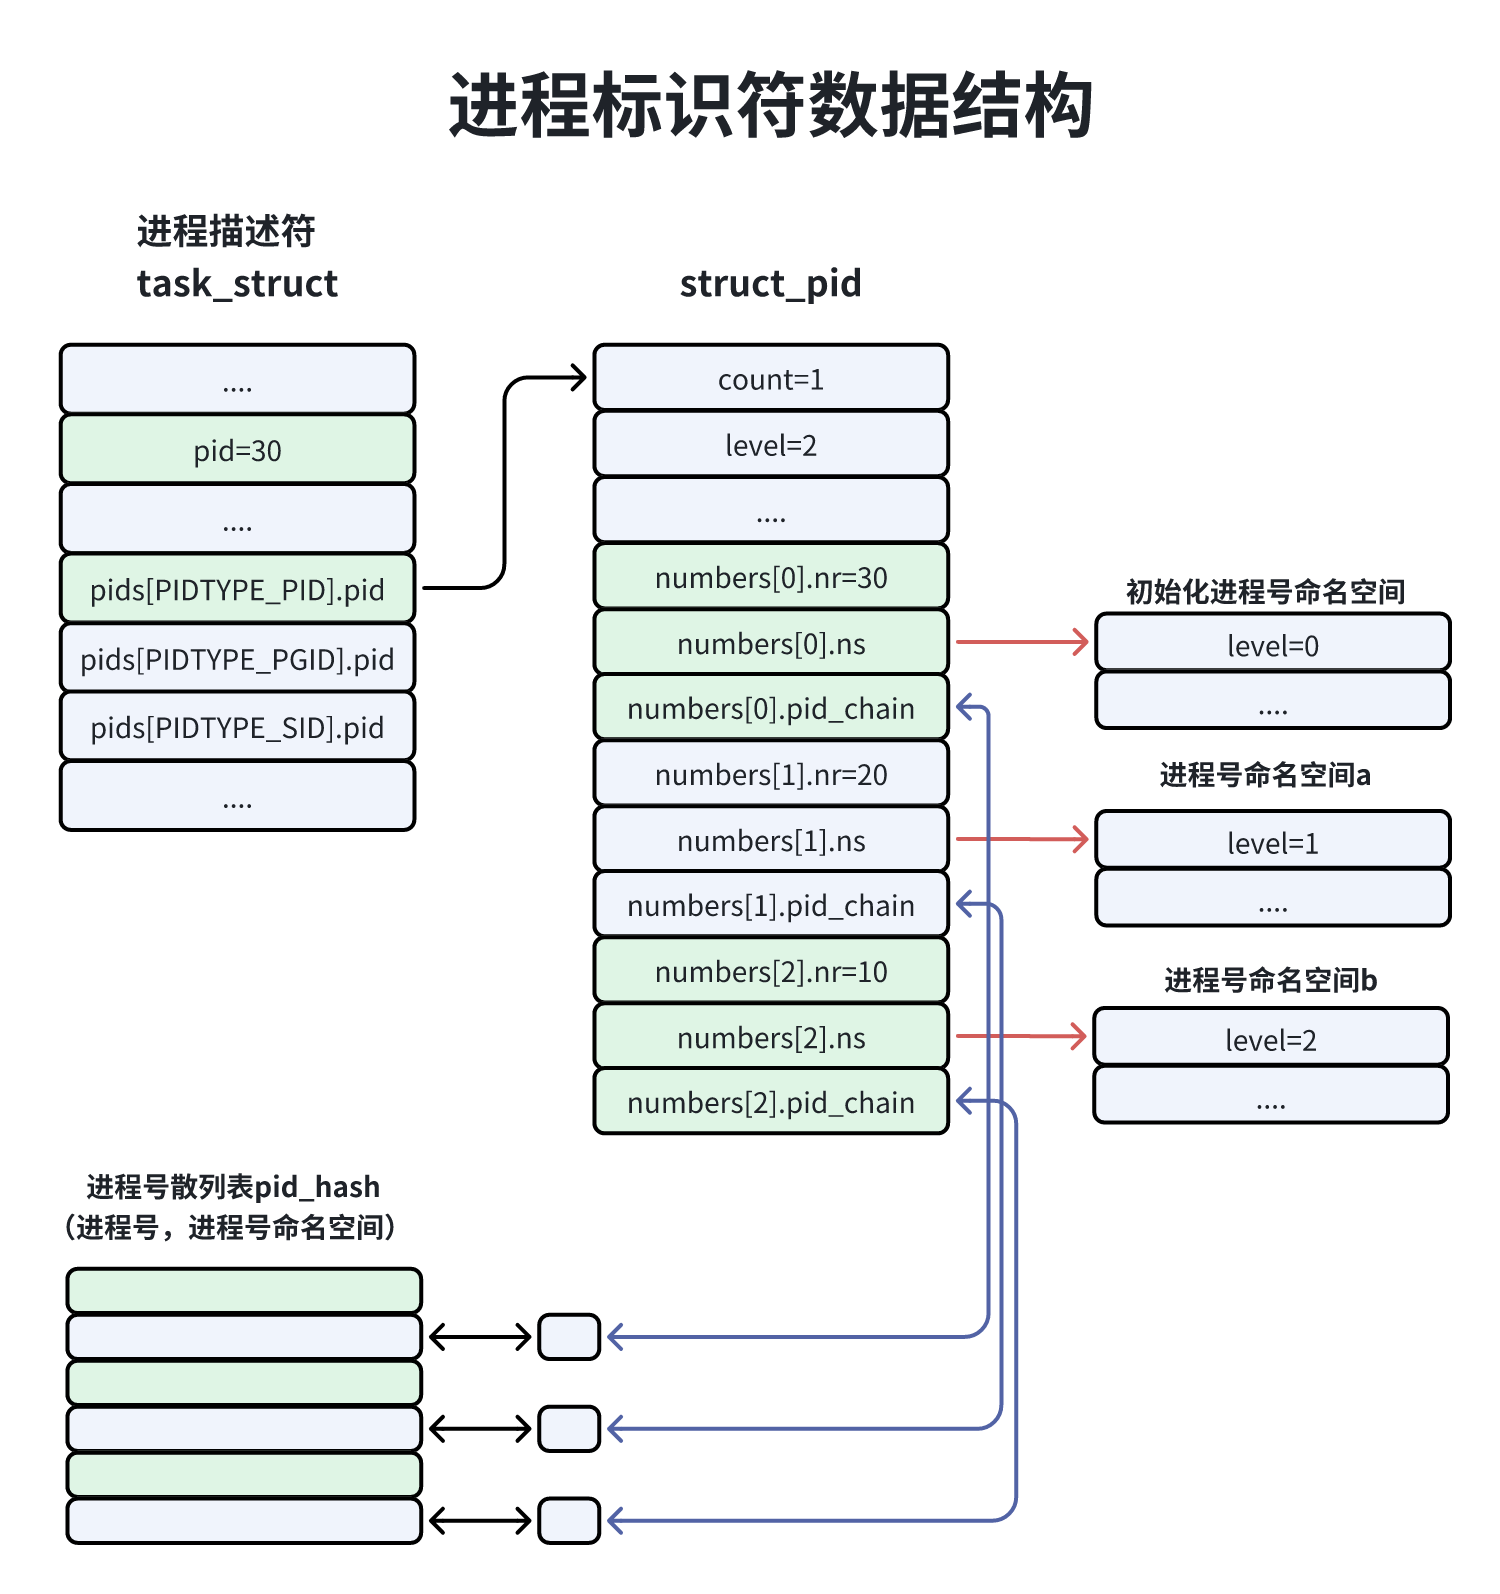 进程标识符数据结构
进程描述符
task_struct
....
pid=30
....
pids[PIDTYPE_PID].pid
pids[PIDTYPE_PGID].pid
pids[PIDTYPE_SID].pid
....
struct_pid
count=1
level=2
....
numbers[0].nr=30
numbers[0].ns
numbers[0].pid_chain
numbers[1].nr=20
numbers[1].ns
numbers[1].pid_chain
numbers[2].nr=10
numbers[2].ns
numbers[2].pid_chain
初始化进程号命名空间
level=0
....
进程号命名空间a
level=1
....
进程号命名空间b
level=2
....
进程号散列表pid_hash
（进程号，进程号命名空间）